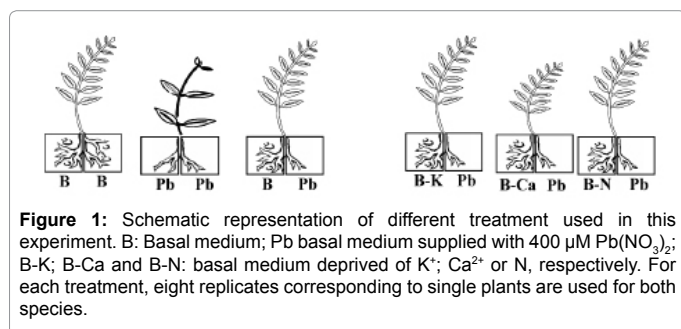 B B Pb Pb B Pb B-K Pb B-Ca Pb B-N Pb
Figure 1: Schematic representation of different treatment used in this
experiment. B: Basal medium; Pb basal medium supplied with 400 µM Pb(NO₃)₂;
B-K; B-Ca and B-N: basal medium deprived of K⁺; Ca²⁺ or N, respectively. For
each treatment, eight replicates corresponding to single plants are used for both
species.